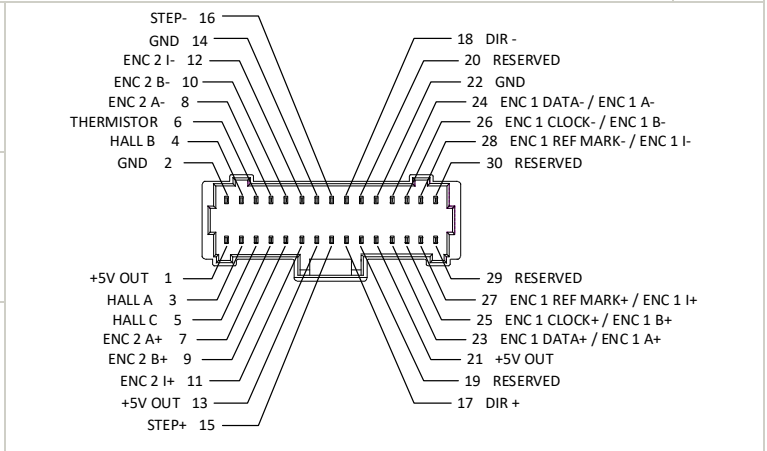 STEP- 16
GND 14
ENC 2 I- 12
ENC 2 B- 10
ENC 2 A- 8
THERMISTOR 6
HALL B 4
GND 2
18 DIR -
20 RESERVED
22 GND
24 ENC 1 DATA- / ENC 1 A-
26 ENC 1 CLOCK- / ENC 1 B-
28 ENC 1 REF MARK- / ENC 1 I-
30 RESERVED
+5V OUT 1
HALL A 3
HALL C 5
ENC 2 A+ 7
ENC 2 B+ 9
ENC 2 I+ 11
+5V OUT 13
STEP+ 15
29 RESERVED
27 ENC 1 REF MARK+ / ENC 1 I+
25 ENC 1 CLOCK+ / ENC 1 B+
23 ENC 1 DATA+ / ENC 1 A+
21 +5V OUT
19 RESERVED
17 DIR +